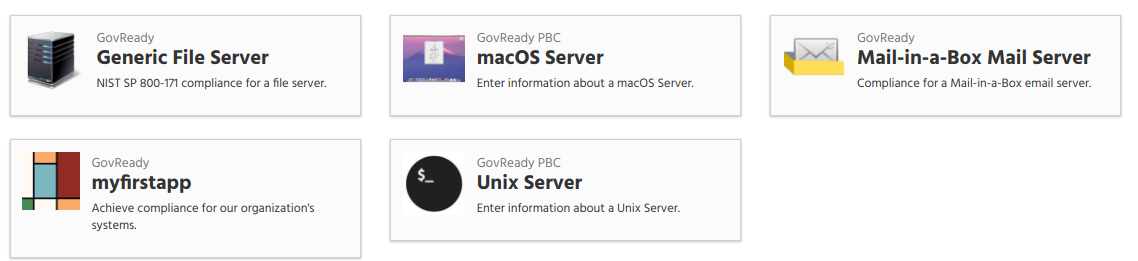 GovReady
Generic File Server
NIST SP 800-171 compliance for a file server.
GovReady PBC
macOS Server
Enter information about a macOS Server.
GovReady
Mail-in-a-Box Mail Server
Compliance for a Mail-in-a-Box email server.
GovReady
myfirstapp
Achieve compliance for our organization's
systems.
$_
GovReady PBC
Unix Server
Enter information about a Unix Server.